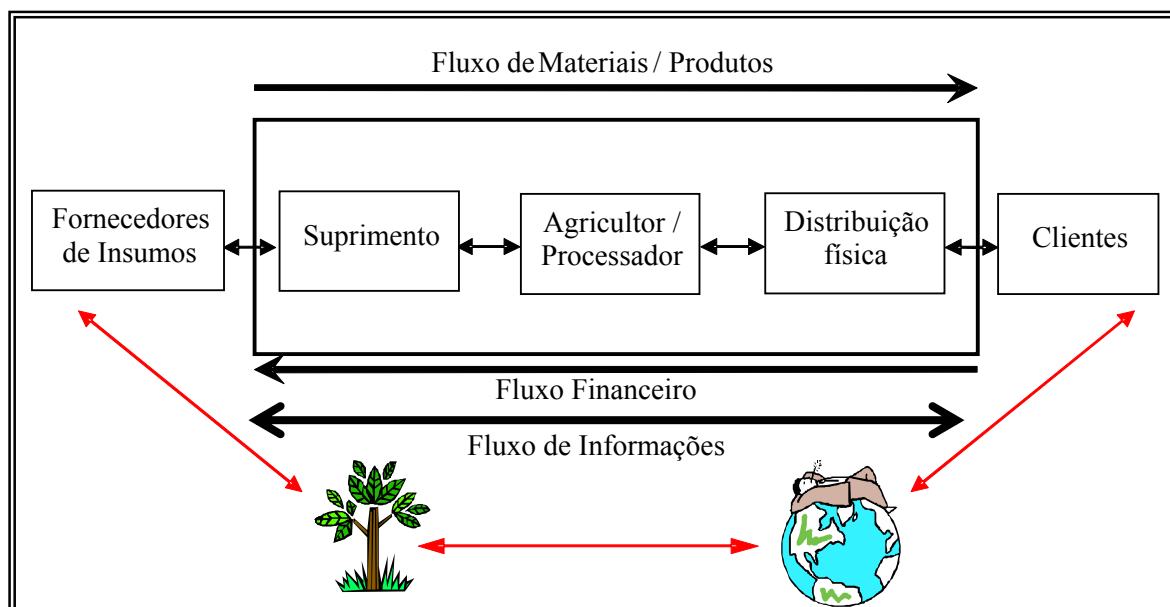 Fluxo de Materiais / Produtos
Fornecedores
de Insumos
Suprimento
Agricultor /
Processador
Distribuição
física
Clientes
Fluxo Financeiro
Fluxo de Informações